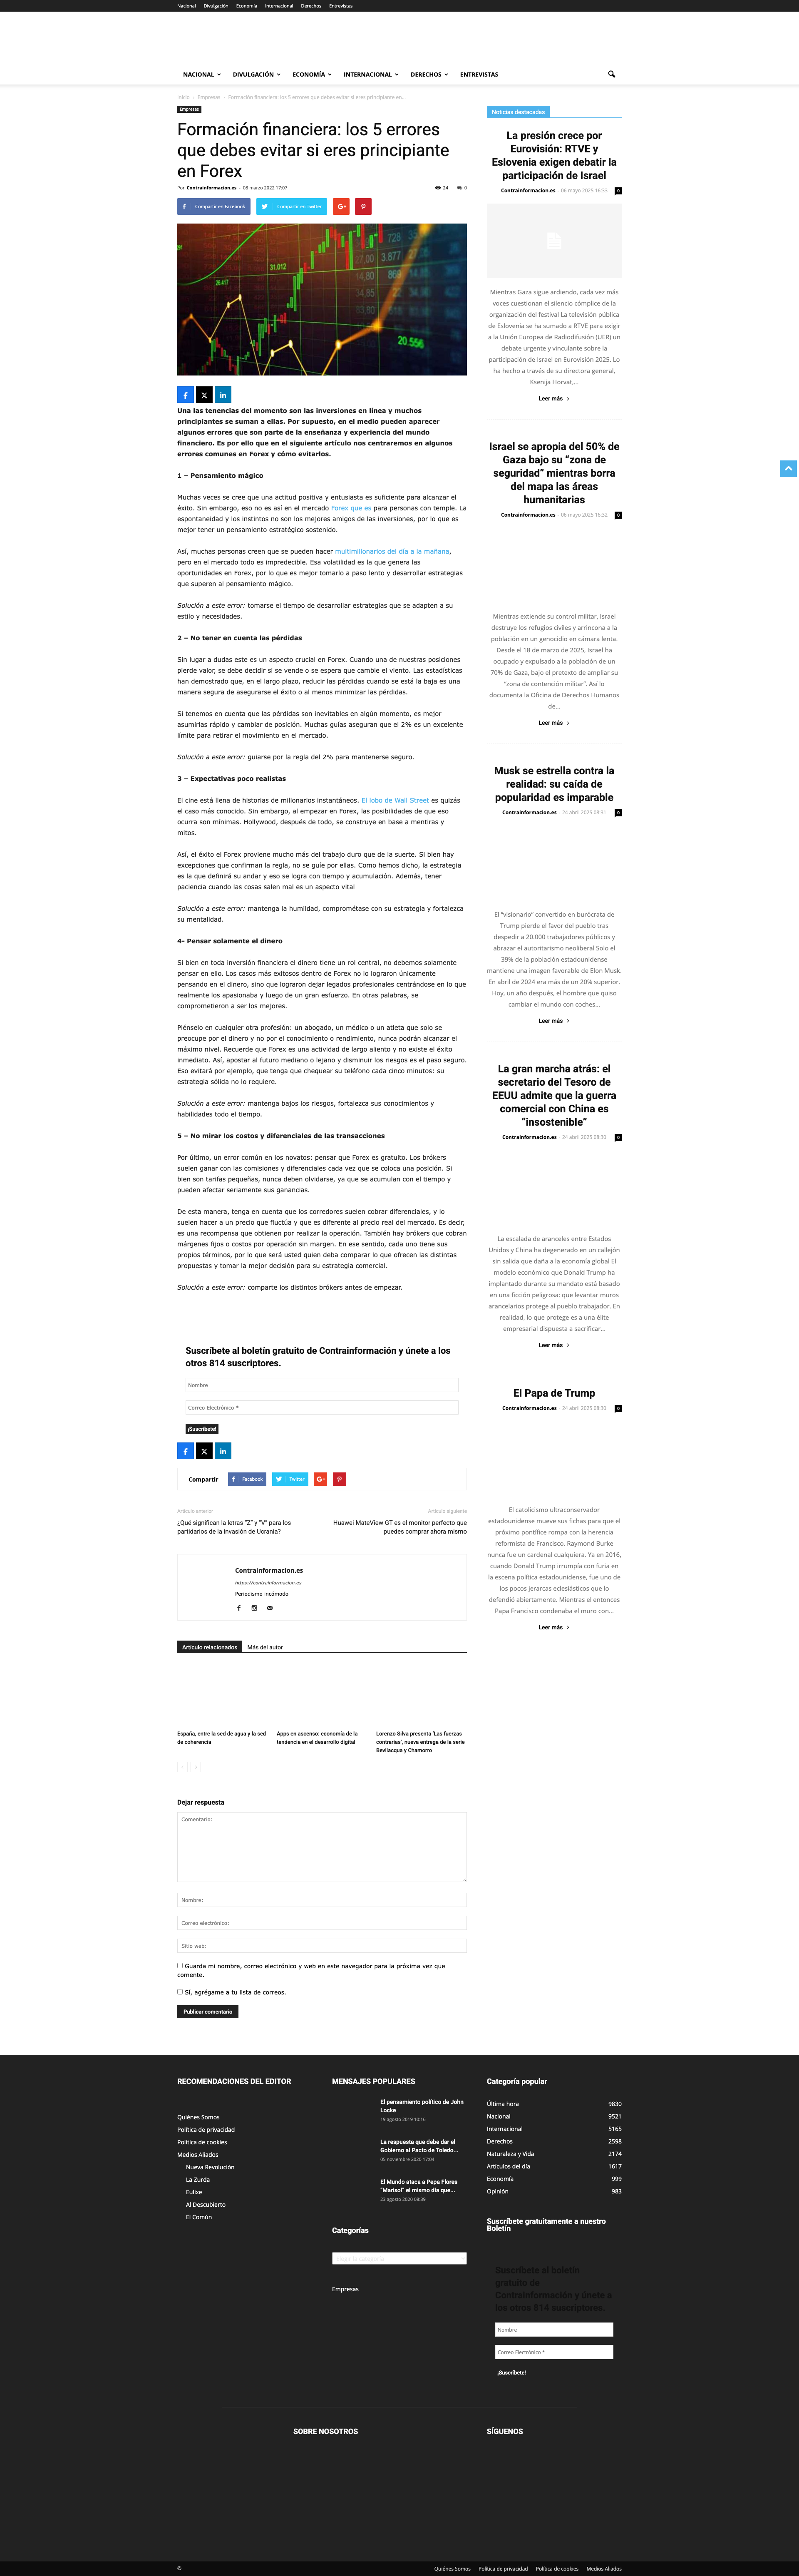 Nacional Divulgación Economía Internacional Derechos Entrevistas
NACIONAL DIVULGACIÓN ECONOMÍA INTERNACIONAL DERECHOS ENTREVISTAS
Inicio Empresas Formación financiera: los 5 errores que debes evitar si eres principiante en...
Empresas
Formación financiera: los 5 errores
que debes evitar si eres principiante
en Forex
Por Contrainformacion.es - 08 marzo 2022 17:07 24 0
Compartir en Facebook Compartir en Twitter
20.556
Una las tenencias del momento son las inversiones en línea y muchos
principiantes se suman a ellas. Por supuesto, en el medio pueden aparecer
algunos errores que son parte de la enseñanza y experiencia del mundo
financiero. Es por ello que en el siguiente artículo nos centraremos en algunos
errores comunes en Forex y cómo evitarlos.
1 – Pensamiento mágico
Muchas veces se cree que una actitud positiva y entusiasta es suficiente para alcanzar el
éxito. Sin embargo, eso no es así en el mercado Forex que es para personas con temple. La
espontaneidad y los instintos no son los mejores amigos de las inversiones, por lo que es
mejor tener un pensamiento estratégico sostenido.
Así, muchas personas creen que se pueden hacer multimillonarios del día a la mañana,
pero en el mercado todo es impredecible. Esa volatilidad es la que genera las
oportunidades en Forex, por lo que es mejor tomarlo a paso lento y desarrollar estrategias
que superen al pensamiento mágico.
Solución a este error: tomarse el tiempo de desarrollar estrategias que se adapten a su
estilo y necesidades.
2 – No tener en cuenta las pérdidas
Sin lugar a dudas este es un aspecto crucial en Forex. Cuando una de nuestras posiciones
pierde valor, se debe decidir si se vende o se espera que cambie el viento. Las estadísticas
han demostrado que, en el largo plazo, reducir las pérdidas cuando se está la baja es una
manera segura de asegurarse el éxito o al menos minimizar las pérdidas.
Si tenemos en cuenta que las pérdidas son inevitables en algún momento, es mejor
asumirlas rápido y cambiar de posición. Muchas guías aseguran que el 2% es un excelente
límite para retirar el movimiento en el mercado.
Solución a este error: guiarse por la regla del 2% para mantenerse seguro.
3 – Expectativas poco realistas
El cine está llena de historias de millonarios instantáneos. El lobo de Wall Street es quizás
el caso más conocido. Sin embargo, al empezar en Forex, las posibilidades de que eso
ocurra son mínimas. Hollywood, después de todo, se construye en base a mentiras y
mitos.
Así, el éxito el Forex proviene mucho más del trabajo duro que de la suerte. Si bien hay
excepciones que confirman la regla, no se guíe por ellas. Como hemos dicho, la estrategia
es la que va definir el éxito a largo tiempo y con acumulación. Además, tener
paciencia cuando las cosas salen mal es un aspecto vital
Solución a este error: mantenga la humildad, comprométase con su estrategia y fortalezca
su mentalidad.
4- Pensar solamente el dinero
Si bien en toda inversión financiera el dinero tiene un rol central, no debemos solamente
pensar en ello. Los casos más exitosos dentro de Forex no lo lograron únicamente
pensando en el dinero, sino que lograron dejar legados profesionales centrándose en lo que
realmente los apasionaba y luego de un gran esfuerzo. En otras palabras, se
comprometieron a ser los mejores.
Piénselo en cualquier otra profesión: un abogado, un médico o un atleta que solo se
preocupe por el dinero y no por el conocimiento o rendimiento, nunca podrán alcanzar el
máximo nivel. Recuerde que Forex es una actividad de largo aliento y no existe el éxito
inmediato. Así, apostar al futuro mediano o lejano y disminuir los riesgos es el paso seguro.
Eso evitará por ejemplo, que tenga que chequear su teléfono cada cinco minutos: su
estrategia sólida no lo requiere.
Solución a este error: mantenga bajos los riesgos, fortalezca sus conocimientos y
habilidades todo el tiempo.
5 – No mirar los costos y diferenciales de las transacciones
Por último, un error común en los novatos: pensar que Forex es gratuito. Los brókers
suelen ganar con las comisiones y diferenciales cada vez que se coloca una posición. Si
bien son tarifas pequeñas, nunca deben olvidarse, ya que se acumulan con el tiempo y
pueden afectar seriamente sus ganancias.
De esta manera, tenga en cuenta que los corredores suelen cobrar diferenciales, y lo
suelen hacer a un precio que fluctúa y que es diferente al precio real del mercado. Es decir,
es una recompensa que obtienen por realizar la operación. También hay brókers que cobran
márgenes fijos o costos por operación sin margen. En ese sentido, cada uno tiene sus
propios términos, por lo que será usted quien deba comparar lo que ofrecen las distintas
propuestas y tomar la mejor decisión para su estrategia comercial.
Solución a este error: comparte los distintos brókers antes de empezar.
Suscríbete al boletín gratuito de Contrainformación y únete a los
otros 814 suscriptores.
Nombre
Correo Electrónico *
¡Suscríbete!
Compartir Facebook Twitter
Artículo anterior Artículo siguiente
¿Qué significan la letras “Z” y “V” para los
partidarios de la invasión de Ucrania?
Huawei MateView GT es el monitor perfecto que
puedes comprar ahora mismo
Contrainformacion.es
https://contrainformacion.es
Periodismo incómodo
Artículo relacionados Más del autor
España, entre la sed de agua y la sed
de coherencia
Apps en ascenso: economía de la
tendencia en el desarrollo digital
Lorenzo Silva presenta ‘Las fuerzas
contrarias’, nueva entrega de la serie
Bevilacqua y Chamorro
Dejar respuesta
Comentario:
Nombre:
Correo electrónico:
Sitio web:
Guarda mi nombre, correo electrónico y web en este navegador para la próxima vez que
comente.
Sí, agrégame a tu lista de correos.
Publicar comentario
Noticias destacadas
La presión crece por
Eurovisión: RTVE y
Eslovenia exigen debatir la
participación de Israel
Contrainformacion.es - 06 mayo 2025 16:33 0
Mientras Gaza sigue ardiendo, cada vez más
voces cuestionan el silencio cómplice de la
organización del festival La televisión pública
de Eslovenia se ha sumado a RTVE para exigir
a la Unión Europea de Radiodifusión (UER) un
debate urgente y vinculante sobre la
participación de Israel en Eurovisión 2025. Lo
ha hecho a través de su directora general,
Ksenija Horvat,...
Leer más
Israel se apropia del 50% de
Gaza bajo su “zona de
seguridad” mientras borra
del mapa las áreas
humanitarias
Contrainformacion.es - 06 mayo 2025 16:32 0
Mientras extiende su control militar, Israel
destruye los refugios civiles y arrincona a la
población en un genocidio en cámara lenta.
Desde el 18 de marzo de 2025, Israel ha
ocupado y expulsado a la población de un
70% de Gaza, bajo el pretexto de ampliar su
“zona de contención militar”. Así lo
documenta la Oficina de Derechos Humanos
de...
Leer más
Musk se estrella contra la
realidad: su caída de
popularidad es imparable
Contrainformacion.es - 24 abril 2025 08:31 0
El “visionario” convertido en burócrata de
Trump pierde el favor del pueblo tras
despedir a 20.000 trabajadores públicos y
abrazar el autoritarismo neoliberal Solo el
39% de la población estadounidense
mantiene una imagen favorable de Elon Musk.
En abril de 2024 era más de un 20% superior.
Hoy, un año después, el hombre que quiso
cambiar el mundo con coches...
Leer más
La gran marcha atrás: el
secretario del Tesoro de
EEUU admite que la guerra
comercial con China es
“insostenible”
Contrainformacion.es - 24 abril 2025 08:30 0
La escalada de aranceles entre Estados
Unidos y China ha degenerado en un callejón
sin salida que daña a la economía global El
modelo económico que Donald Trump ha
implantado durante su mandato está basado
en una ficción peligrosa: que levantar muros
arancelarios protege al pueblo trabajador. En
realidad, lo que protege es a una élite
empresarial dispuesta a sacrificar...
Leer más
El Papa de Trump
Contrainformacion.es - 24 abril 2025 08:30 0
El catolicismo ultraconservador
estadounidense mueve sus fichas para que el
próximo pontífice rompa con la herencia
reformista de Francisco. Raymond Burke
nunca fue un cardenal cualquiera. Ya en 2016,
cuando Donald Trump irrumpía con furia en
la escena política estadounidense, fue uno de
los pocos jerarcas eclesiásticos que lo
defendió abiertamente. Mientras el entonces
Papa Francisco condenaba el muro con...
Leer más
RECOMENDACIONES DEL EDITOR
Quiénes Somos
Política de privacidad
Política de cookies
Medios Aliados
Nueva Revolución
La Zurda
Eulixe
Al Descubierto
El Común
MENSAJES POPULARES
El pensamiento político de John
Locke
19 agosto 2019 10:16
La respuesta que debe dar el
Gobierno al Pacto de Toledo...
05 noviembre 2020 17:04
El Mundo ataca a Pepa Flores
“Marisol” el mismo día que...
23 agosto 2020 08:39
Categorías
Elegir la categoría
Empresas
Categoría popular
Última hora 9830
Nacional 9521
Internacional 5165
Derechos 2598
Naturaleza y Vida 2174
Artículos del día 1617
Economía 999
Opinión 983
Suscríbete gratuitamente a nuestro
Boletín
Suscríbete al boletín
gratuito de
Contrainformación y únete a
los otros 814 suscriptores.
Nombre
Correo Electrónico *
¡Suscríbete!
SOBRE NOSOTROS
SÍGUENOS
©
Quiénes Somos Política de privacidad Política de cookies Medios Aliados